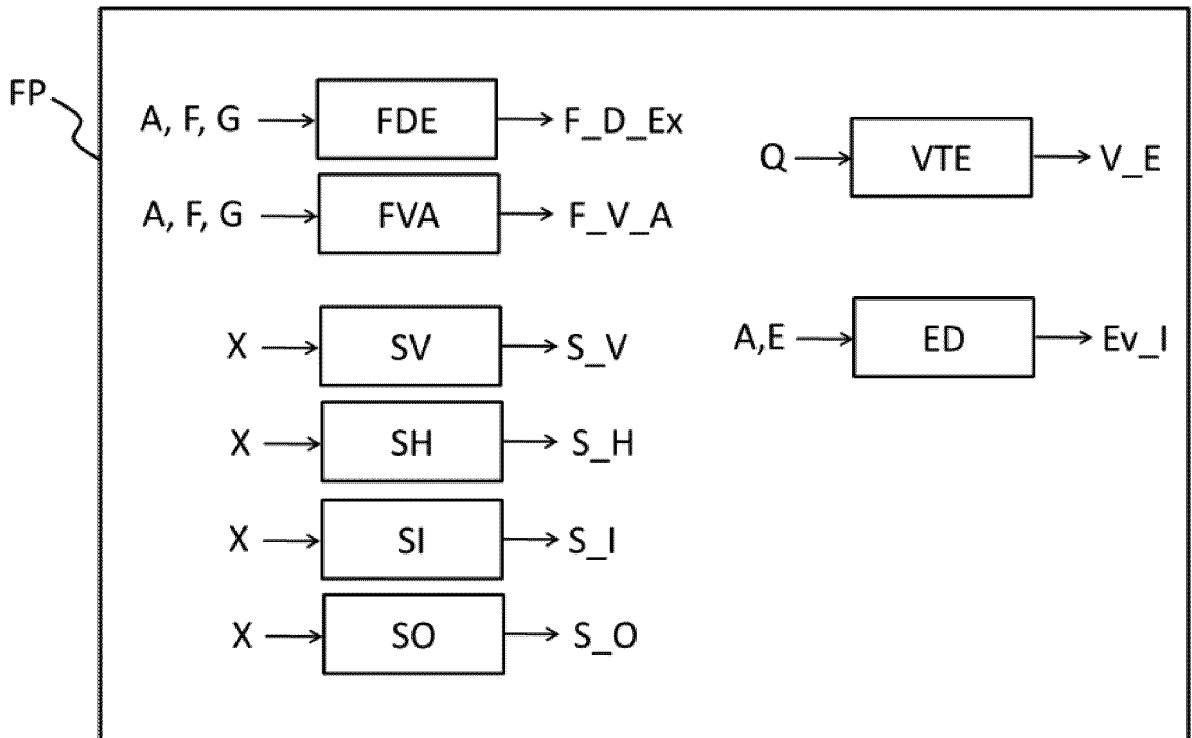 FP
A, F, G FDE F_D_Ex
A, F, G FVA F_V_A
X SV S_V
X SH S_H
X SI S_I
X SO S_O
Q VTE V_E
A,E ED Ev_I